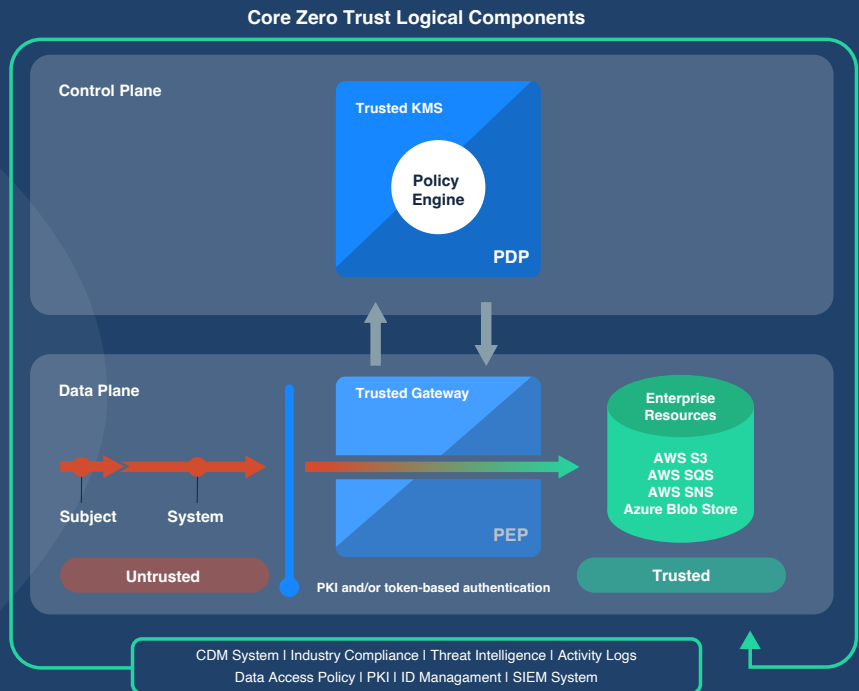 Core Zero Trust Logical Components
Control Plane
Trusted KMS
Policy
Engine
PDP
Data Plane
Trusted Gateway
Enterprise
Resources
AWS S3
AWS SQS
AWS SNS
Azure Blob Store
Subject
System
PEP
Untrusted
PKI and/or token-based authentication
Trusted
CDM System | Industry Compliance | Threat Intelligence | Activity Logs
Data Access Policy | PKI | ID Managament | SIEM System